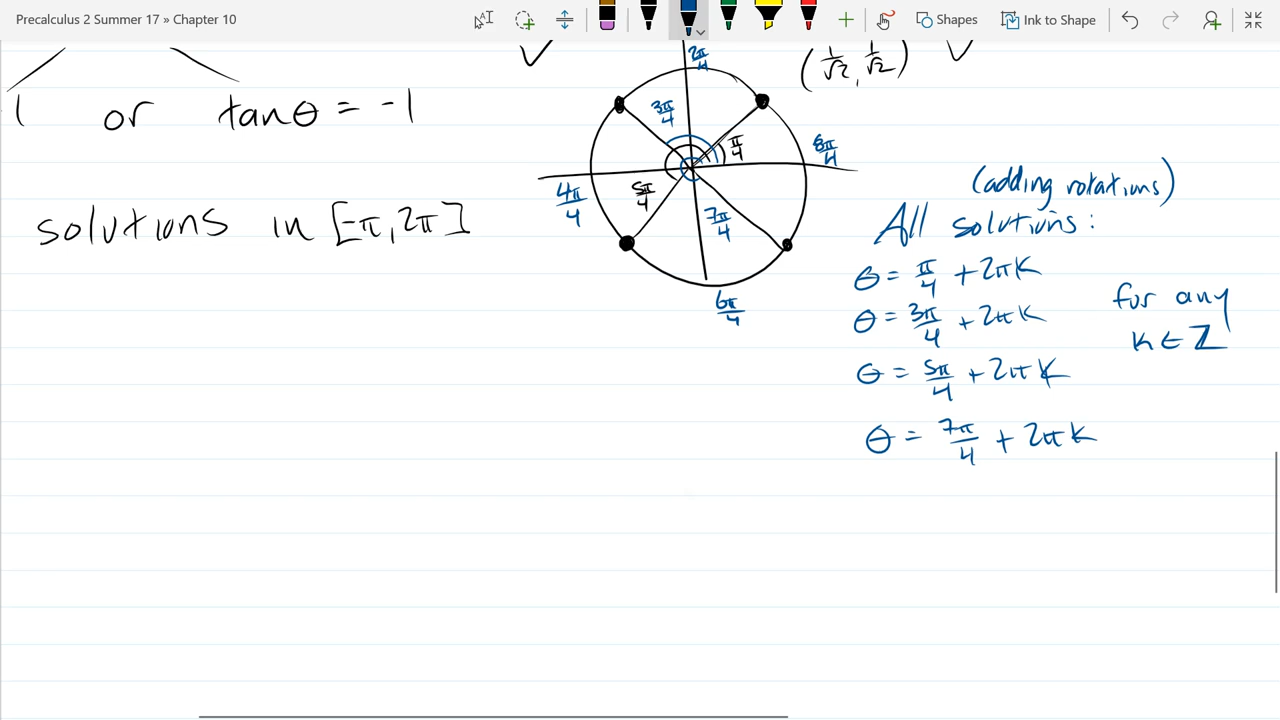 Precalculus 2 Summer 17 » Chapter 10
Shapes
Ink to Shape
1 or tanθ = -1
solutions in [-π, 2π]
2π/4
3π/4
π/4
8π/4
4π/4
5π/4
7π/4
6π/4
(1/√2, 1/√2)
(adding rotations)
All solutions:
θ = π/4 + 2πk
θ = 3π/4 + 2πk
θ = 5π/4 + 2πk
θ = 7π/4 + 2πk
for any
k ∈ ℤ